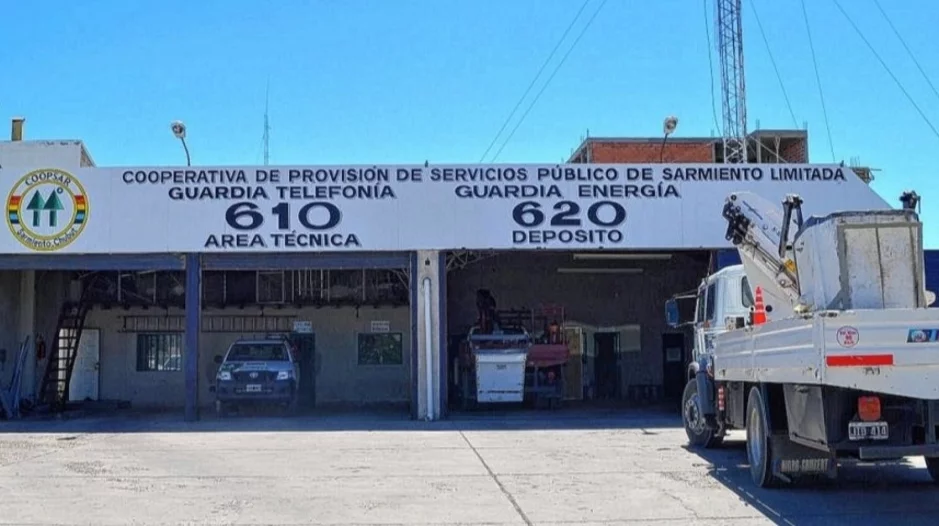 COOPERATIVA DE PROVISIÓN DE SERVICIOS PÚBLICO DE SARMIENTO LIMITADA
GUARDIA TELEFONÍA
610
AREA TÉCNICA
GUARDIA ENERGÍA
620
DEPOSITO
COOPSAR
Sarmiento, Chubut